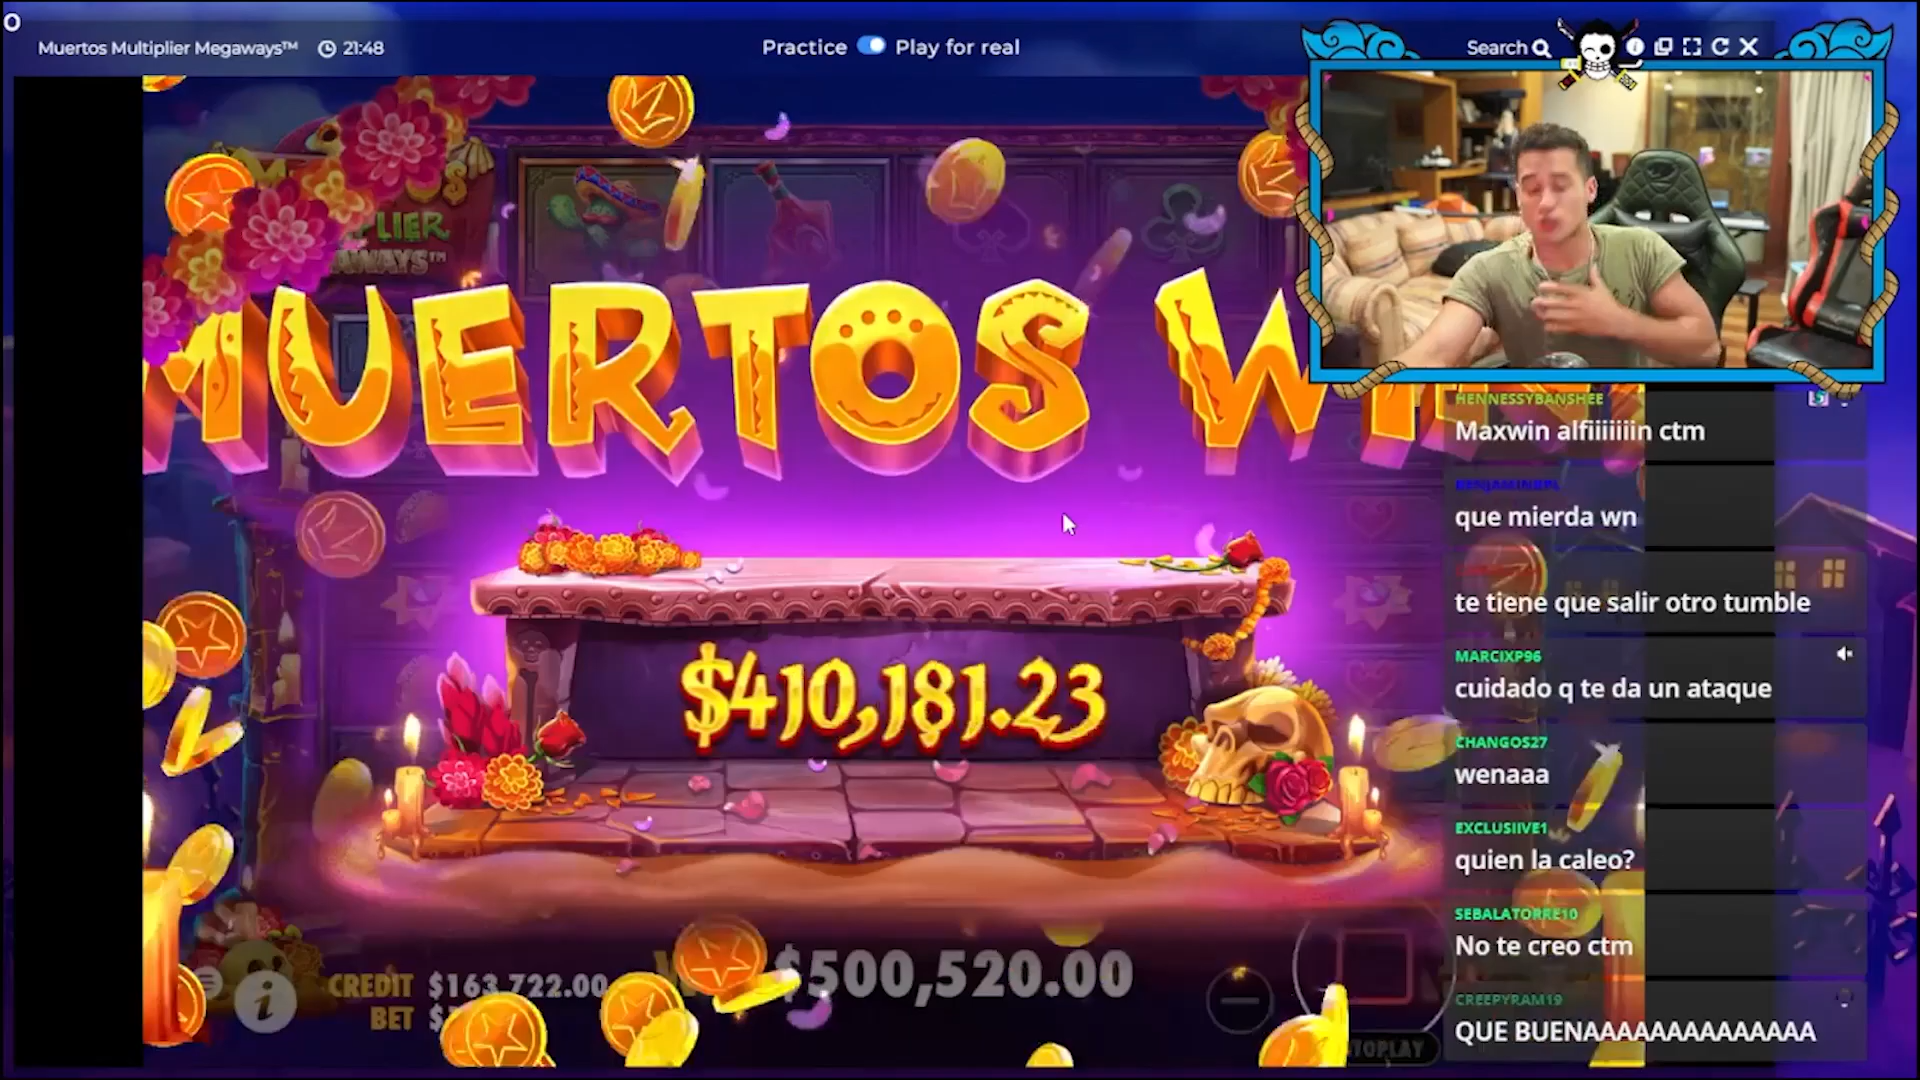 Muertos Multiplier Megaways™ 21:48
Practice Play for real
Search
MUERTOS WI
$410,181.23
CREDIT $163,722.00
BET $
$500,520.00
HENNESSYBANSHEE
Maxwin alfiiiiiiin ctm
que mierda wn
te tiene que salir otro tumble
MARCIXP96
cuidado q te da un ataque
CHANGOS27
wenaaa
EXCLUSIIVE1
quien la caleo?
SEBALATORRE10
No te creo ctm
CREEPYRAM19
QUE BUENAAAAAAAAAAAAAA